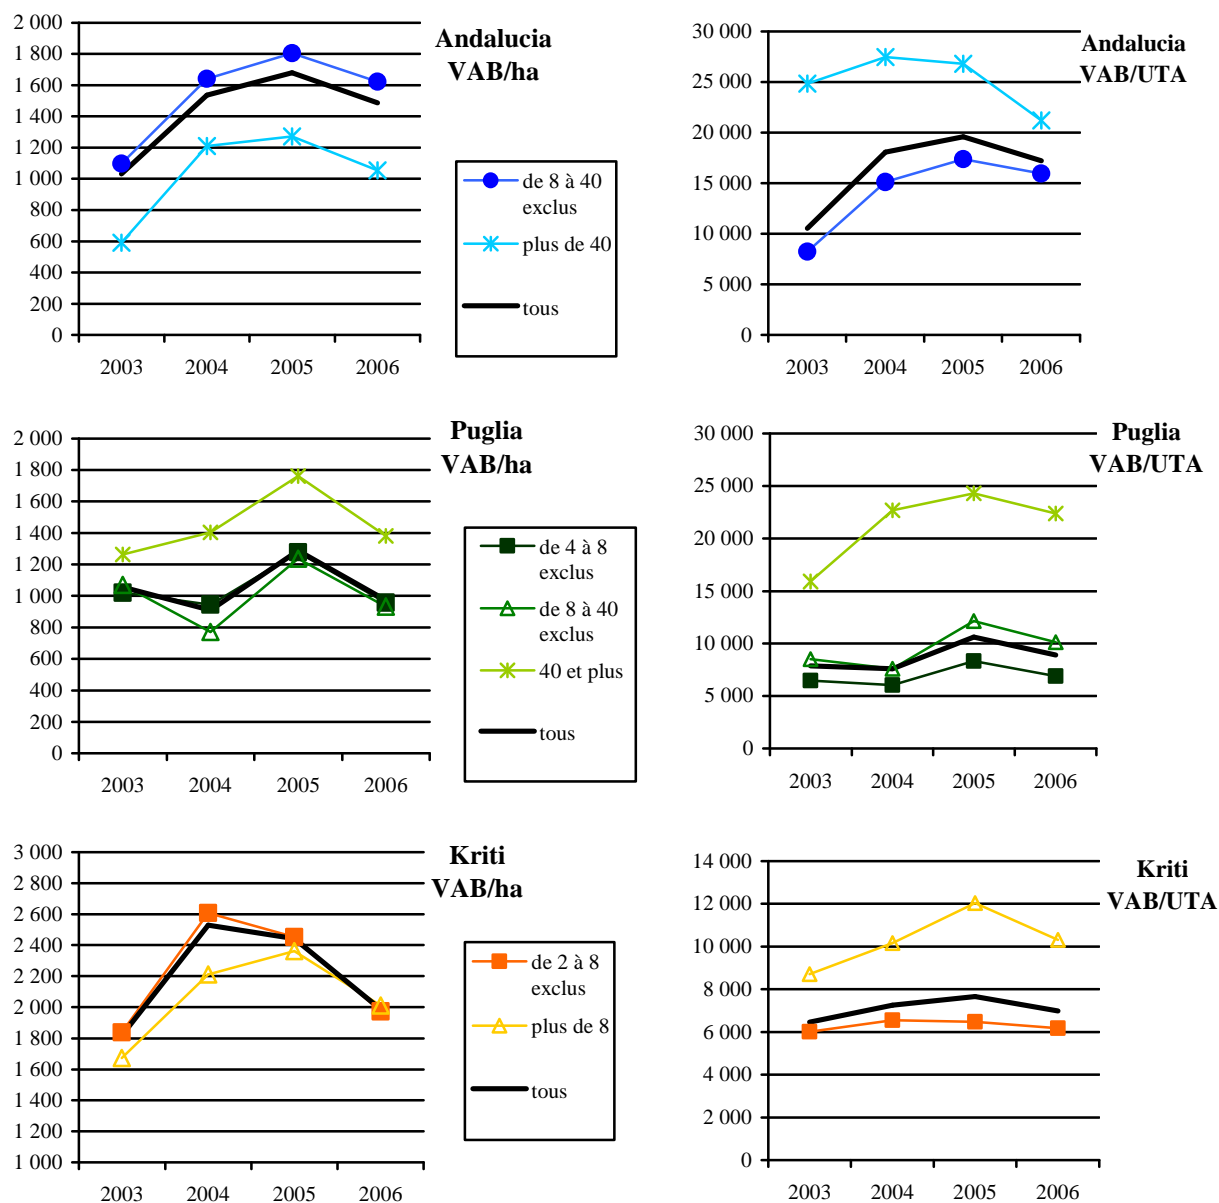 Andalucia
VAB/ha
2 000
1 800
1 600
1 400
1 200
1 000
800
600
400
200
0
2003 2004 2005 2006
de 8 à 40
exclus
plus de 40
tous
Andalucia
VAB/UTA
30 000
25 000
20 000
15 000
10 000
5 000
0
2003 2004 2005 2006
Puglia
VAB/ha
2 000
1 800
1 600
1 400
1 200
1 000
800
600
400
200
0
2003 2004 2005 2006
de 4 à 8
exclus
de 8 à 40
exclus
40 et plus
tous
Puglia
VAB/UTA
30 000
25 000
20 000
15 000
10 000
5 000
0
2003 2004 2005 2006
Kriti
VAB/ha
3 000
2 800
2 600
2 400
2 200
2 000
1 800
1 600
1 400
1 200
1 000
2003 2004 2005 2006
de 2 à 8
exclus
plus de 8
tous
Kriti
VAB/UTA
14 000
12 000
10 000
8 000
6 000
4 000
2 000
0
2003 2004 2005 2006